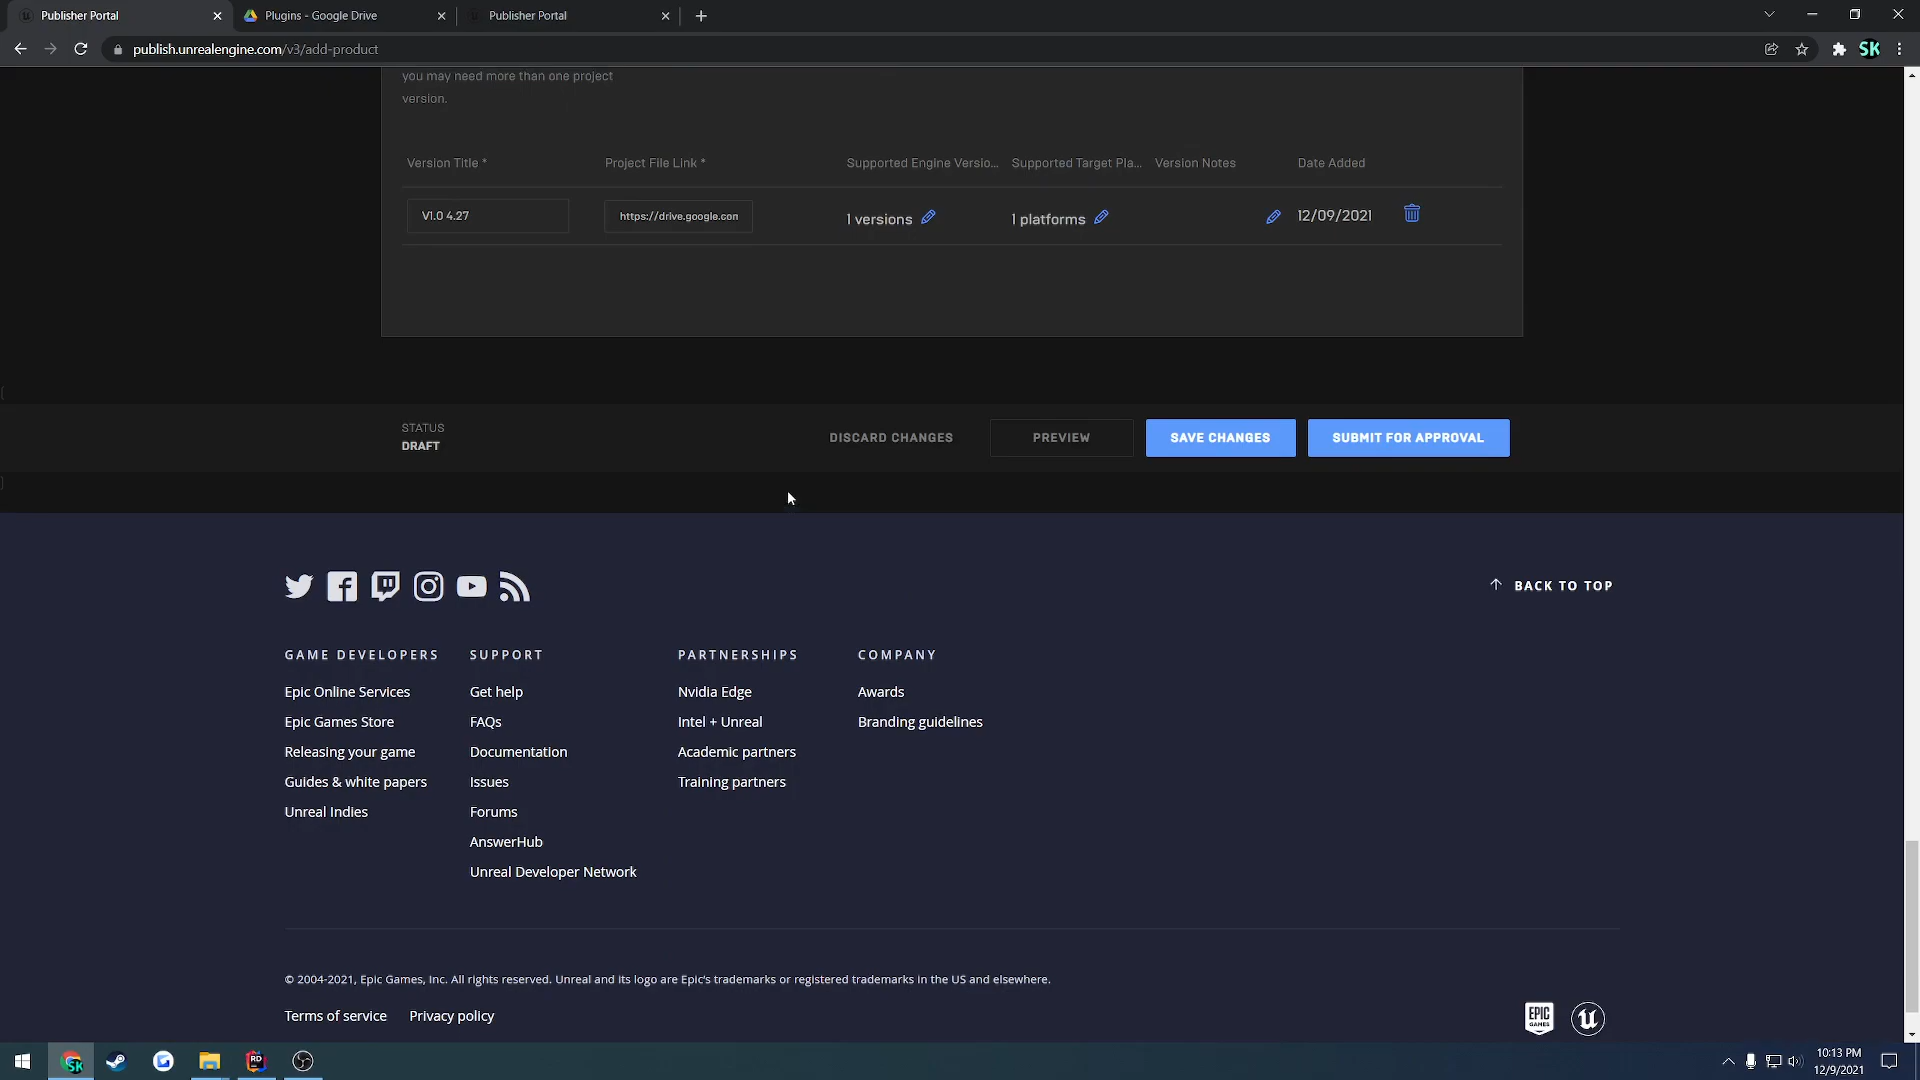 Publisher Portal
Plugins - Google Drive
Publisher Portal
publish.unrealengine.com/v3/add-product
SK
you may need more than one project
version.
Version Title *
Project File Link *
Supported Engine Versio...
Supported Target Pla...
Version Notes
Date Added
V1.0 4.27
https://drive.google.con
1 versions
1 platforms
12/09/2021
STATUS
DRAFT
DISCARD CHANGES
PREVIEW
SAVE CHANGES
SUBMIT FOR APPROVAL
BACK TO TOP
GAME DEVELOPERS
Epic Online Services
Epic Games Store
Releasing your game
Guides & white papers
Unreal Indies
SUPPORT
Get help
FAQs
Documentation
Issues
Forums
AnswerHub
Unreal Developer Network
PARTNERSHIPS
Nvidia Edge
Intel + Unreal
Academic partners
Training partners
COMPANY
Awards
Branding guidelines
© 2004-2021, Epic Games, Inc. All rights reserved. Unreal and its logo are Epic's trademarks or registered trademarks in the US and elsewhere.
Terms of service
Privacy policy
EPIC
GAMES
SK
RD
10:13 PM
12/9/2021